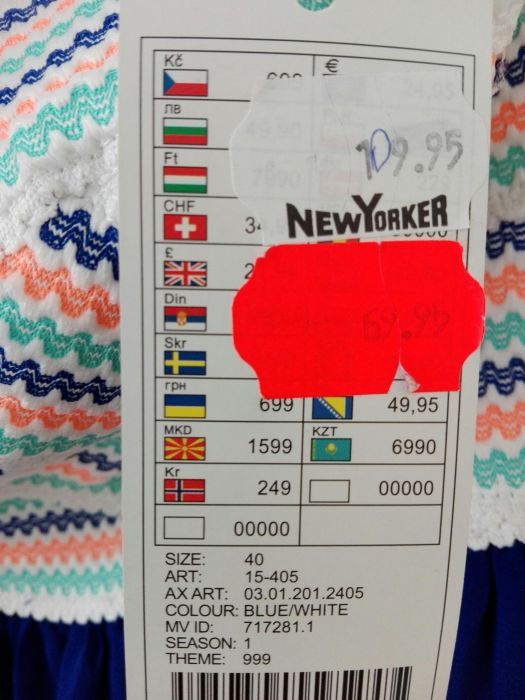 Kč €
лв
109.95
Ft
CHF
NEWYORKER
£
Din
69.95
Skr
грн
699 49,95
MKD 1599 KZT 6990
Kr 249 00000
00000
SIZE: 40
ART: 15-405
AX ART: 03.01.201.2405
COLOUR: BLUE/WHITE
MV ID: 717281.1
SEASON: 1
THEME: 999